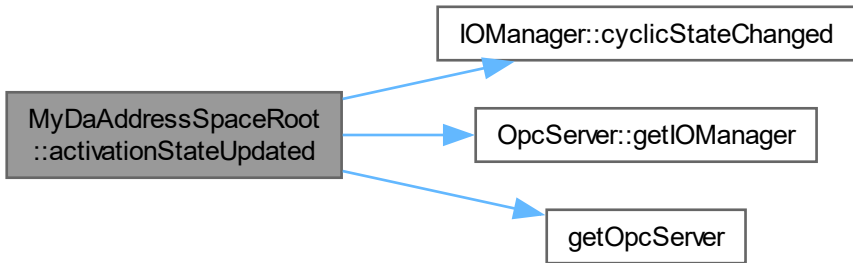 MyDaAddressSpaceRoot
::activationStateUpdated
IOManager::cyclicStateChanged
OpcServer::getIOManager
getOpcServer